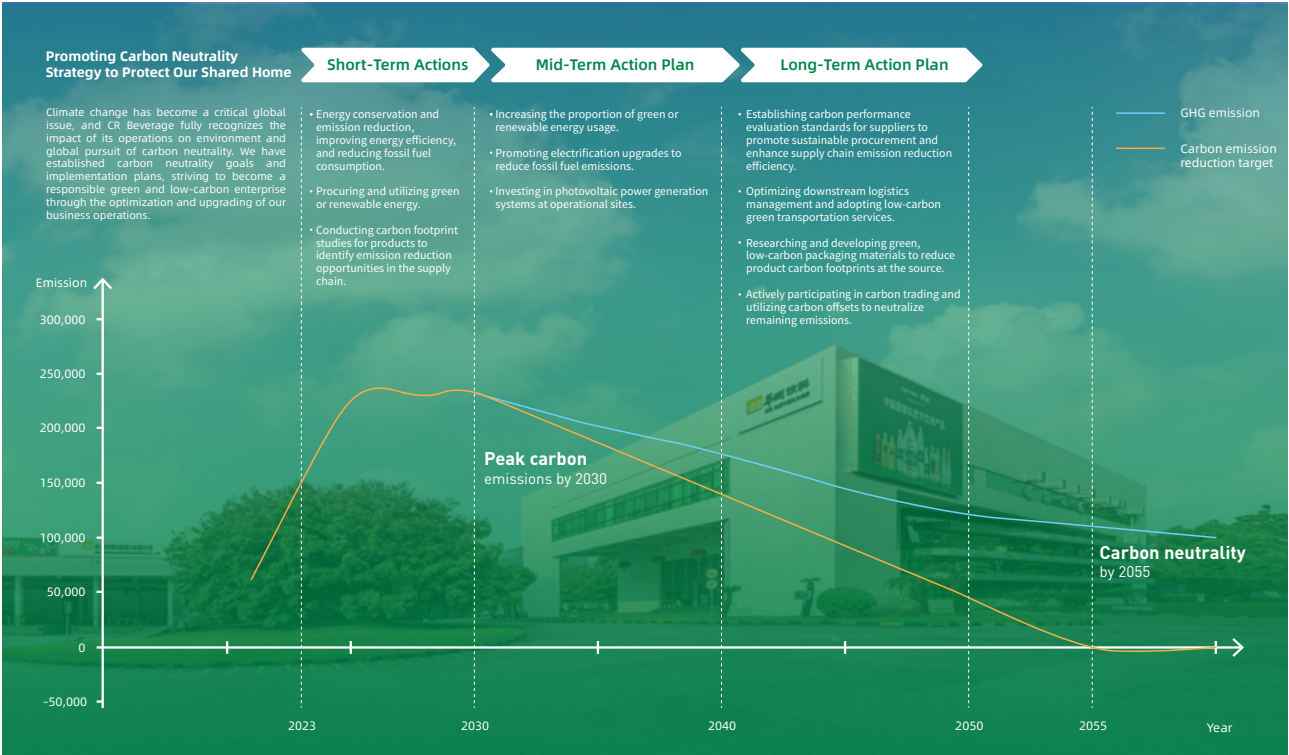 Promoting Carbon Neutrality
Strategy to Protect Our Shared Home
Short-Term Actions
Mid-Term Action Plan
Long-Term Action Plan
Climate change has become a critical global
issue, and CR Beverage fully recognizes the
impact of its operations on environment and
global pursuit of carbon neutrality. We have
established carbon neutrality goals and
implementation plans, striving to become a
responsible green and low-carbon enterprise
through the optimization and upgrading of our
business operations.
• Energy conservation and
emission reduction,
improving energy efficiency,
and reducing fossil fuel
consumption.
• Procuring and utilizing green
or renewable energy.
• Conducting carbon footprint
studies for products to
identify emission reduction
opportunities in the supply
chain.
• Increasing the proportion of green or
renewable energy usage.
• Promoting electrification upgrades to
reduce fossil fuel emissions.
• Investing in photovoltaic power generation
systems at operational sites.
• Establishing carbon performance
evaluation standards for suppliers to
promote sustainable procurement and
enhance supply chain emission reduction
efficiency.
• Optimizing downstream logistics
management and adopting low-carbon
green transportation services.
• Researching and developing green,
low-carbon packaging materials to reduce
product carbon footprints at the source.
• Actively participating in carbon trading and
utilizing carbon offsets to neutralize
remaining emissions.
GHG emission
Carbon emission
reduction target
Emission
300,000
250,000
200,000
150,000
100,000
50,000
0
-50,000
Peak carbon
emissions by 2030
Carbon neutrality
by 2055
2023
2030
2040
2050
2055
Year